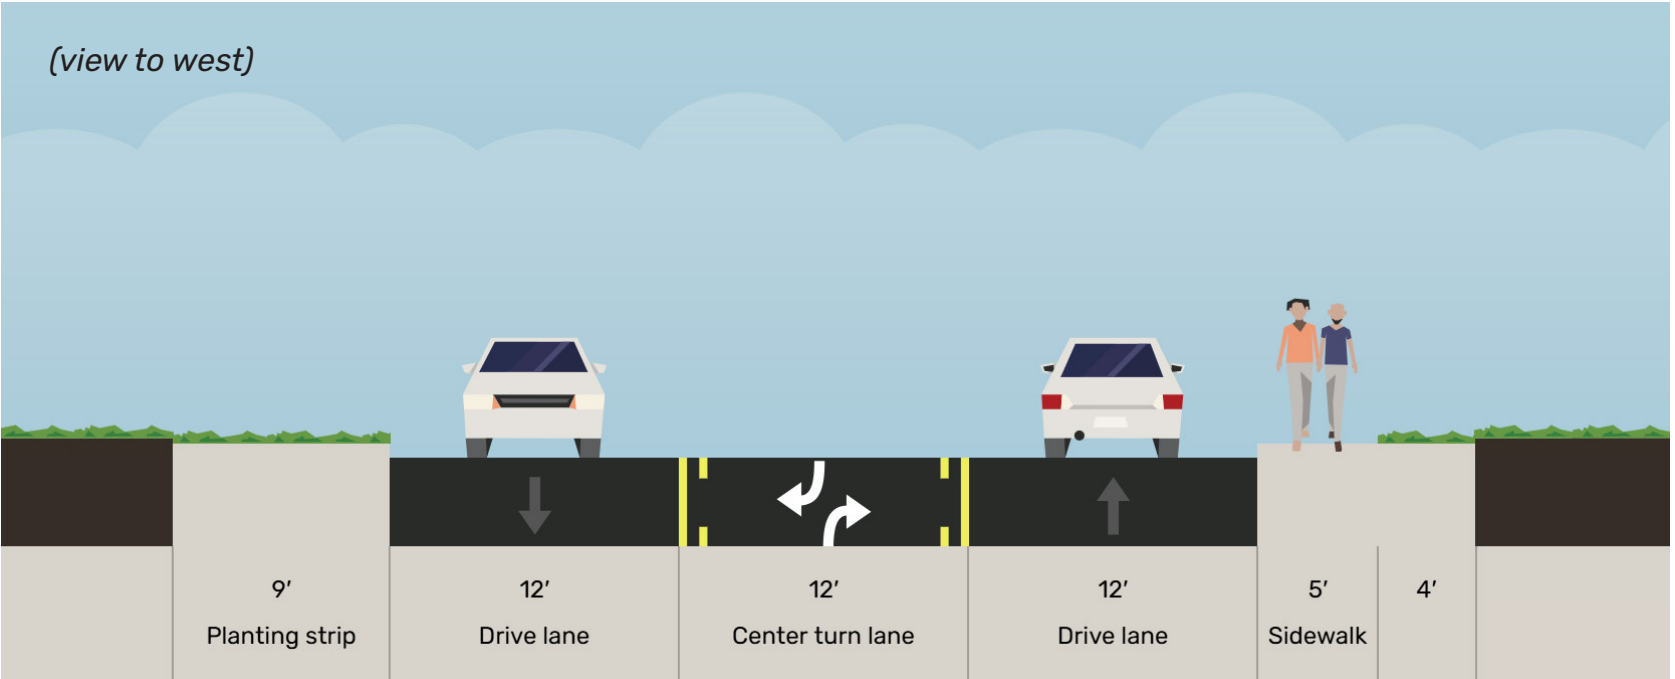 (view to west)
9′ 12′ 12′ 12′ 5′ 4′
Planting strip Drive lane Center turn lane Drive lane Sidewalk